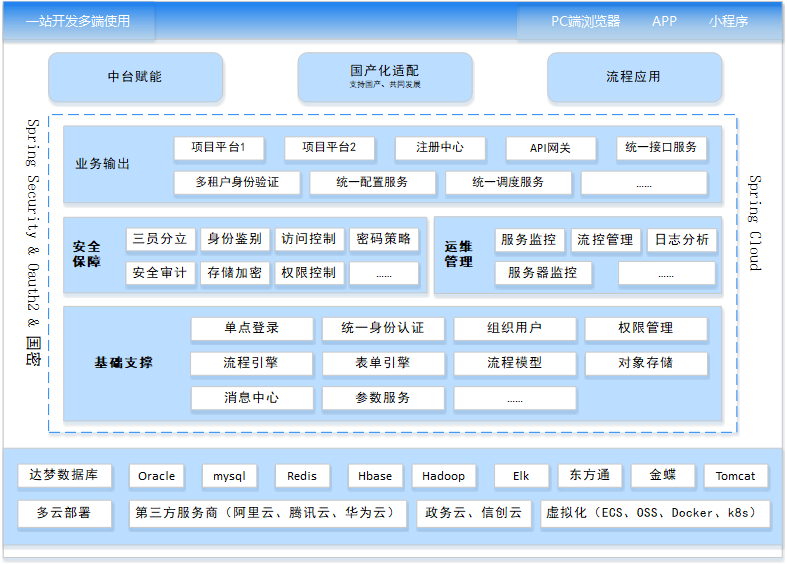 一站开发多端使用
PC端浏览器 APP 小程序
中台赋能
国产化适配
支持国产、共同发展
流程应用
Spring Security & Oauth2 & 国密
业务输出
项目平台1 项目平台2 注册中心 API网关 统一接口服务
多租户身份验证 统一配置服务 统一调度服务 ......
安全
保障
三员分立 身份鉴别 访问控制 密码策略
安全审计 存储加密 权限控制 ......
运维
管理
服务监控 流控管理 日志分析
服务器监控 ......
基础支撑
单点登录 统一身份认证 组织用户 权限管理
流程引擎 表单引擎 流程模型 对象存储
消息中心 参数服务 ......
Spring Cloud
达梦数据库 Oracle mysql Redis Hbase Hadoop Elk 东方通 金蝶 Tomcat
多云部署 第三方服务商（阿里云、腾讯云、华为云） 政务云、信创云 虚拟化（ECS、OSS、Docker、k8s）